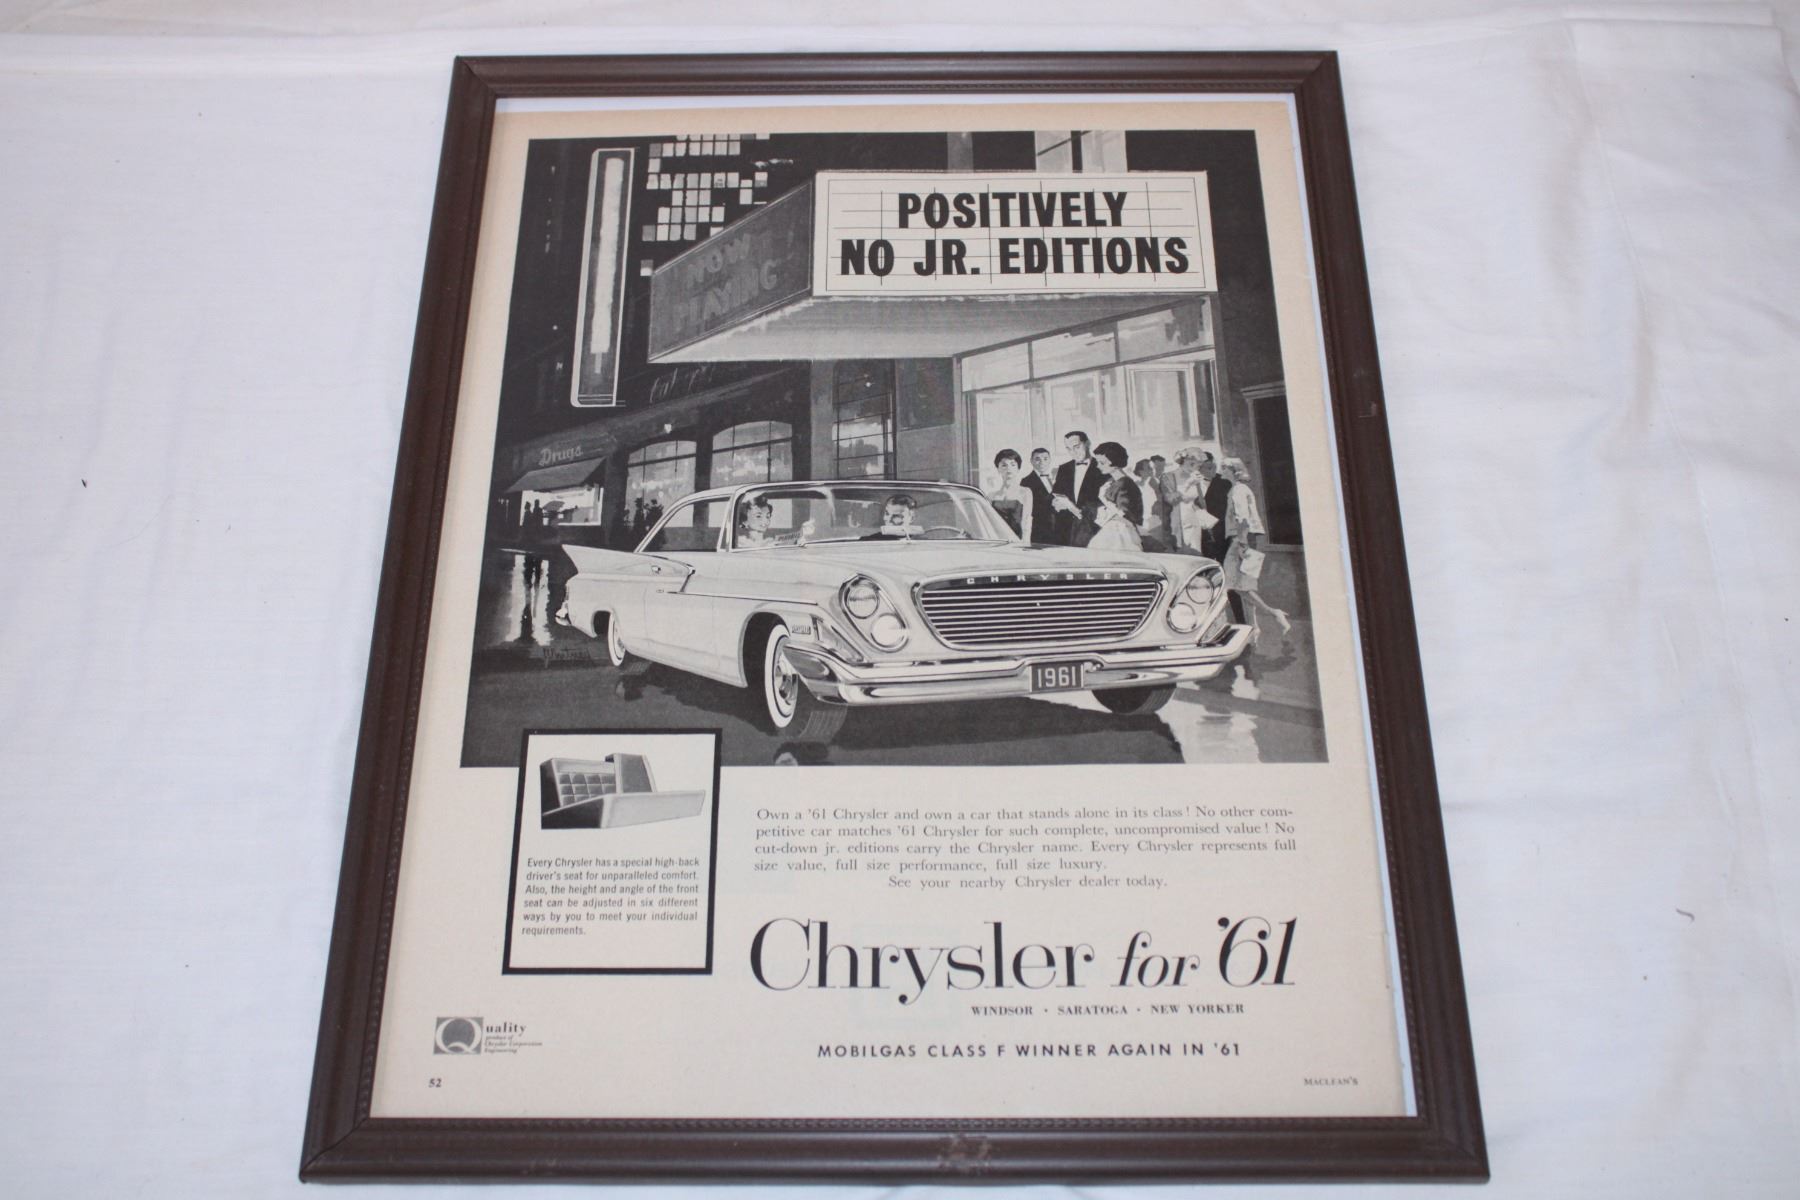 POSITIVELY
NO JR. EDITIONS
NOW
PLAYING
Drugs
CHRYSLER
1961
Own a '61 Chrysler and own a car that stands alone in its class! No other com-
petitive car matches '61 Chrysler for such complete, uncompromised value! No
cut-down jr. editions carry the Chrysler name. Every Chrysler represents full
size value, full size performance, full size luxury.
See your nearby Chrysler dealer today.
Every Chrysler has a special high-back
driver's seat for unparalleled comfort.
Also, the height and angle of the front
seat can be adjusted in six different
ways by you to meet your individual
requirements.
Chrysler for '61
WINDSOR • SARATOGA • NEW YORKER
Quality
product of
Chrysler Corporation
Engineering
MOBILGAS CLASS F WINNER AGAIN IN '61
52
MACLEAN'S